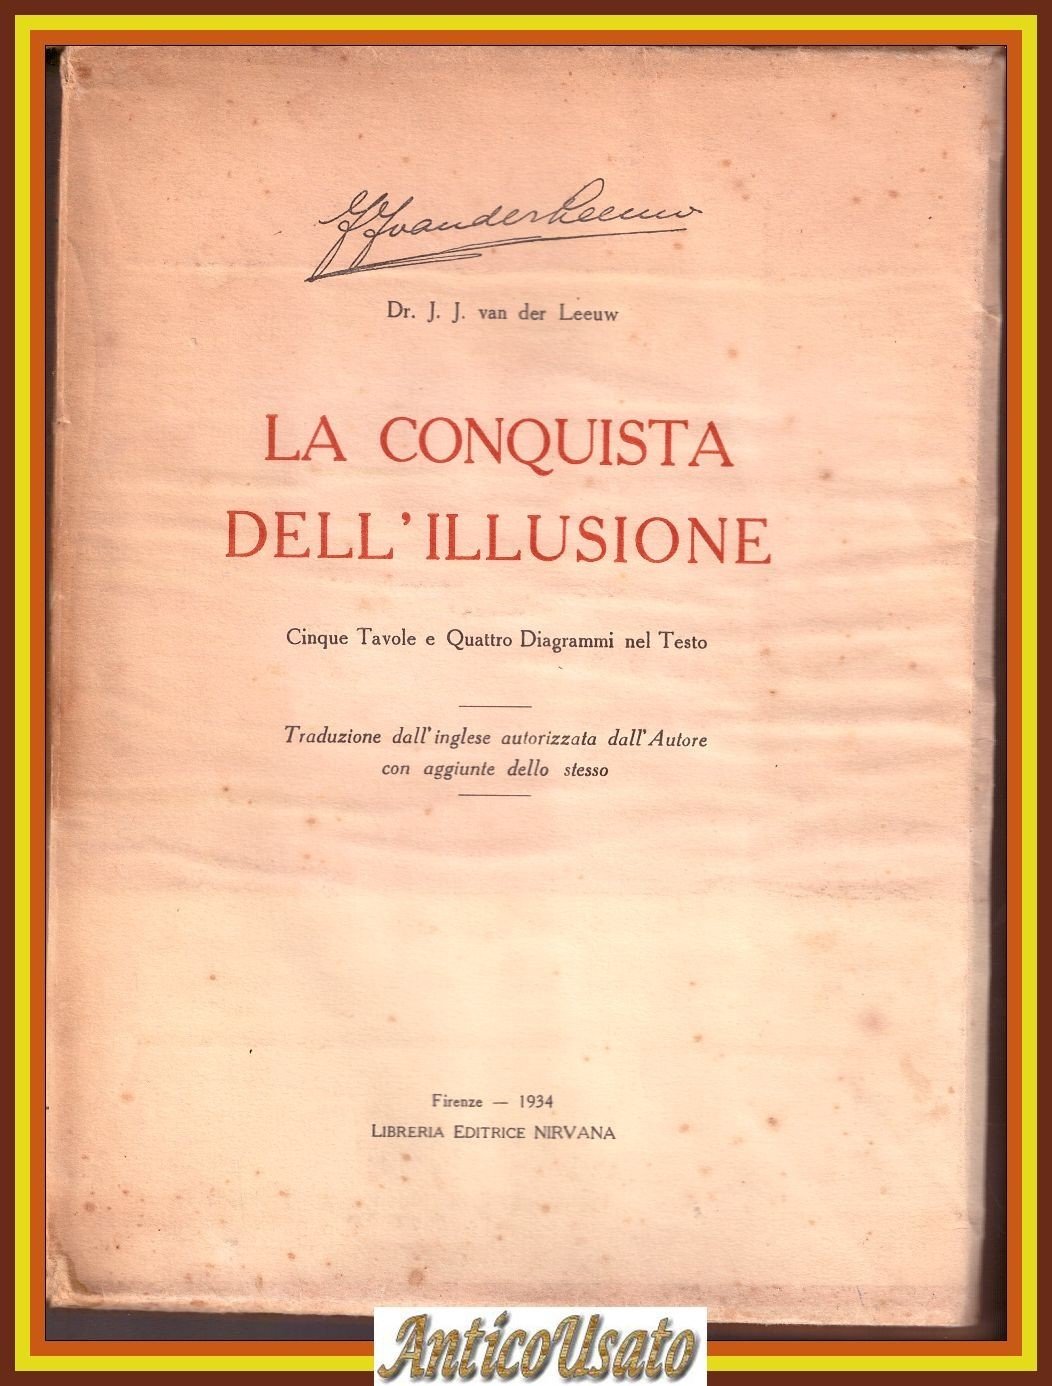 JJvanderLeeuw
Dr. J. J. van der Leeuw
LA CONQUISTA
DELL'ILLUSIONE
Cinque Tavole e Quattro Diagrammi nel Testo
Traduzione dall'inglese autorizzata dall'Autore
con aggiunte dello stesso
Firenze — 1934
LIBRERIA EDITRICE NIRVANA
AnticoUsato